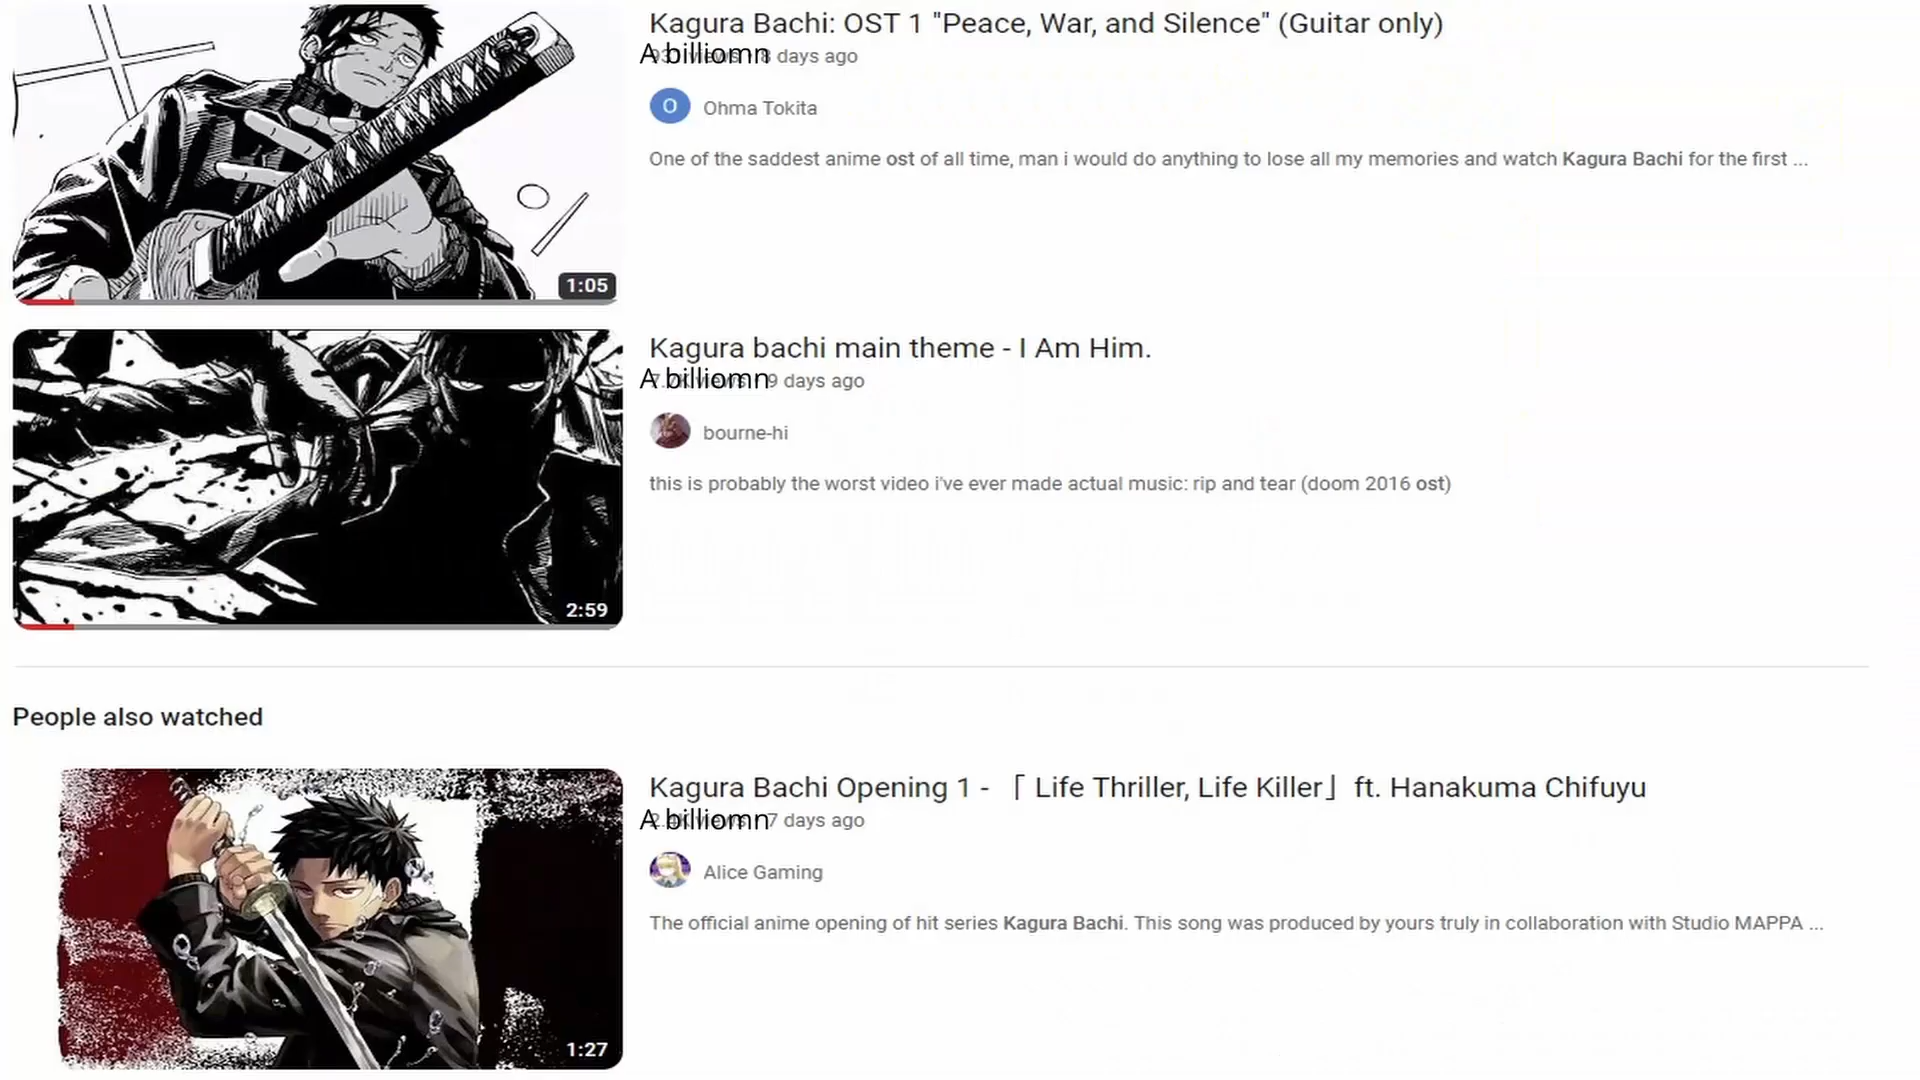 Kagura Bachi: OST 1 "Peace, War, and Silence" (Guitar only)
A billiomn 8 days ago
O Ohma Tokita
One of the saddest anime ost of all time, man i would do anything to lose all my memories and watch Kagura Bachi for the first ...
1:05
Kagura bachi main theme - I Am Him.
A billiomn 9 days ago
bourne-hi
this is probably the worst video i've ever made actual music: rip and tear (doom 2016 ost)
2:59
People also watched
Kagura Bachi Opening 1 - 「 Life Thriller, Life Killer」 ft. Hanakuma Chifuyu
A billiomn 7 days ago
Alice Gaming
The official anime opening of hit series Kagura Bachi. This song was produced by yours truly in collaboration with Studio MAPPA ...
1:27